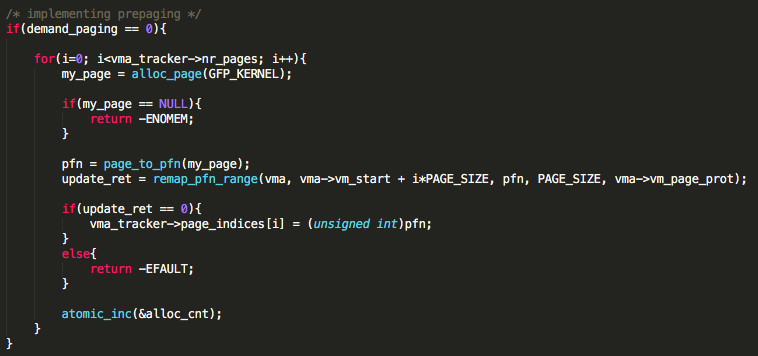 /* implementing prepaging */
if(demand_paging == 0){
for(i=0; i<vma_tracker->nr_pages; i++){
my_page = alloc_page(GFP_KERNEL);
if(my_page == NULL){
return -ENOMEM;
}
pfn = page_to_pfn(my_page);
update_ret = remap_pfn_range(vma, vma->vm_start + i*PAGE_SIZE, pfn, PAGE_SIZE, vma->vm_page_prot);
if(update_ret == 0){
vma_tracker->page_indices[i] = (unsigned int)pfn;
}
else{
return -EFAULT;
}
atomic_inc(&alloc_cnt);
}
}